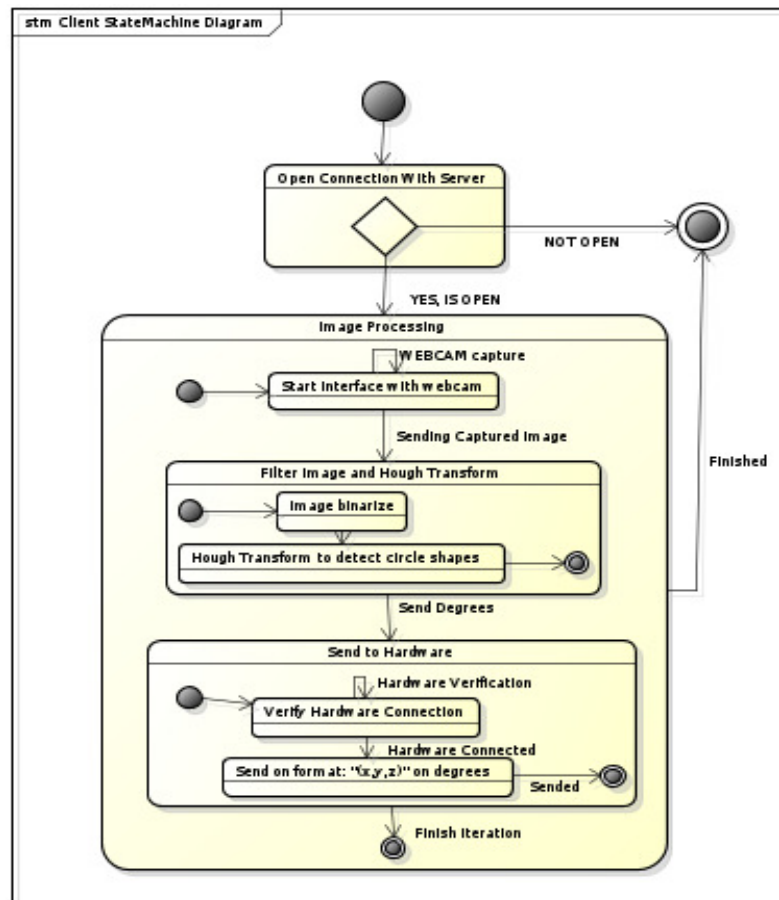 stm Client StateMachine Diagram
Open Connection With Server
NOT OPEN
YES, IS OPEN
Image Processing
WEBCAM capture
Start Interface with webcam
Sending Captured Image
Filter Image and Hough Transform
Finished
Image binarize
Hough Transform to detect circle shapes
Send Degrees
Send to Hardware
Hardware Verification
Verify Hardware Connection
Hardware Connected
Send on format: "(x,y,z)" on degrees
Sended
Finish Iteration